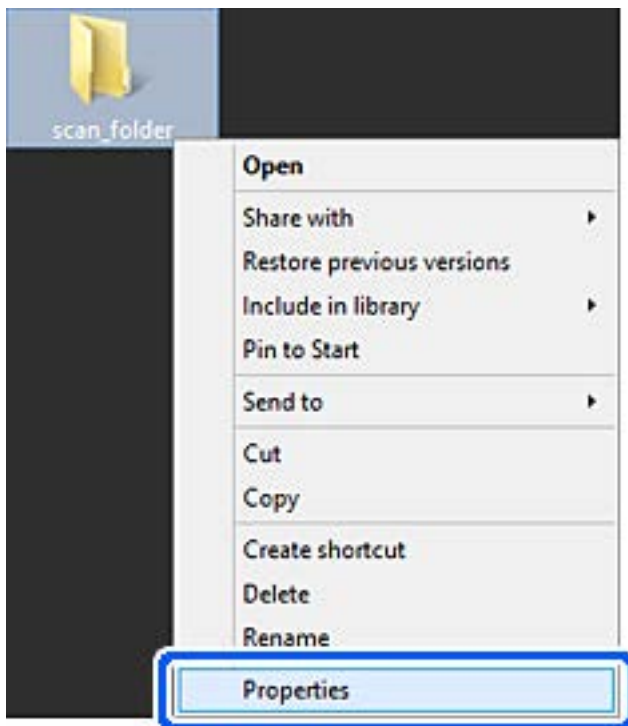 scan_folder
Open
Share with
Restore previous versions
Include in library
Pin to Start
Send to
Cut
Copy
Create shortcut
Delete
Rename
Properties